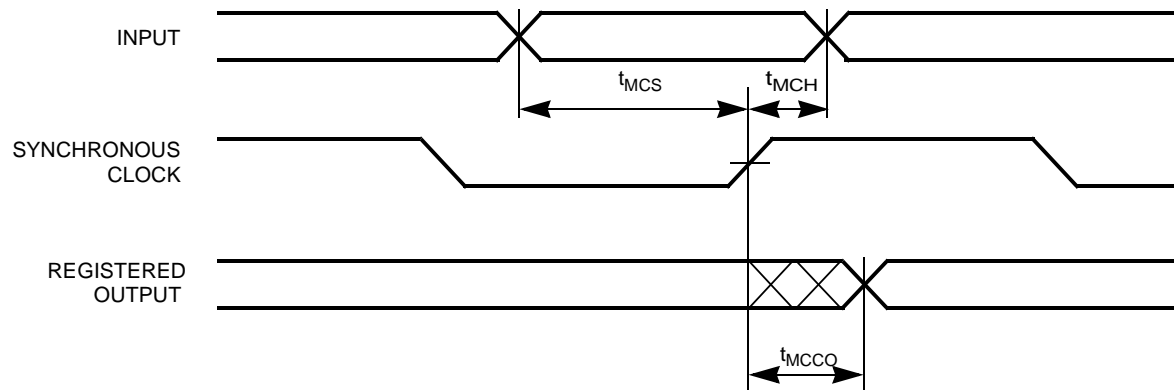 INPUT
tMCS
tMCH
SYNCHRONOUS
CLOCK
REGISTERED
OUTPUT
tMCCO